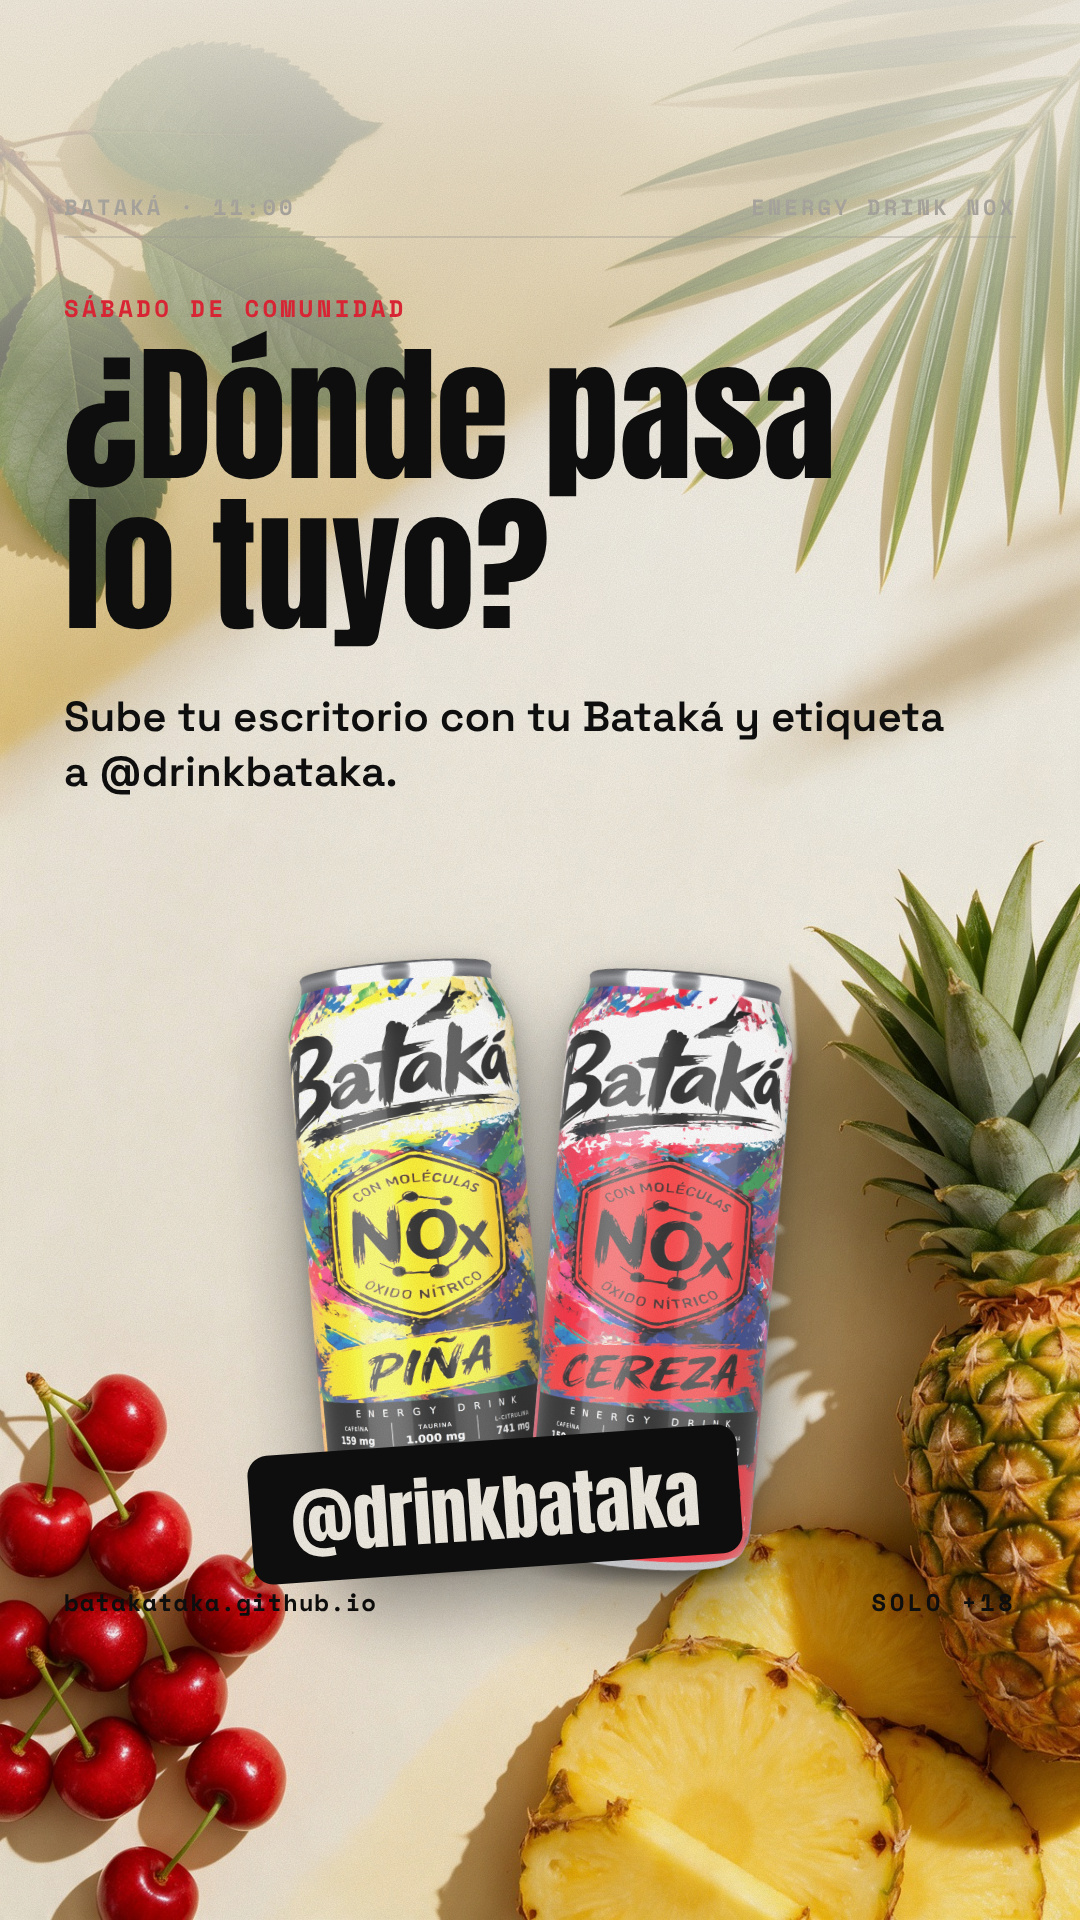 BATAKÁ · 11:00
ENERGY DRINK NOX
SÁBADO DE COMUNIDAD
¿Dónde pasa
lo tuyo?
Sube tu escritorio con tu Bataká y etiqueta
a @drinkbataka.
Bataká
CON MOLÉCULAS
NOx
ÓXIDO NÍTRICO
PIÑA
ENERGY DRINK
CAFEÍNA
159 mg
TAURINA
1.000 mg
L-CITRULINA
741 mg
Bataká
CON MOLÉCULAS
NOx
ÓXIDO NÍTRICO
CEREZA
ENERGY DRINK
CAFEÍNA
@drinkbataka
batakataka.github.io
SOLO +18